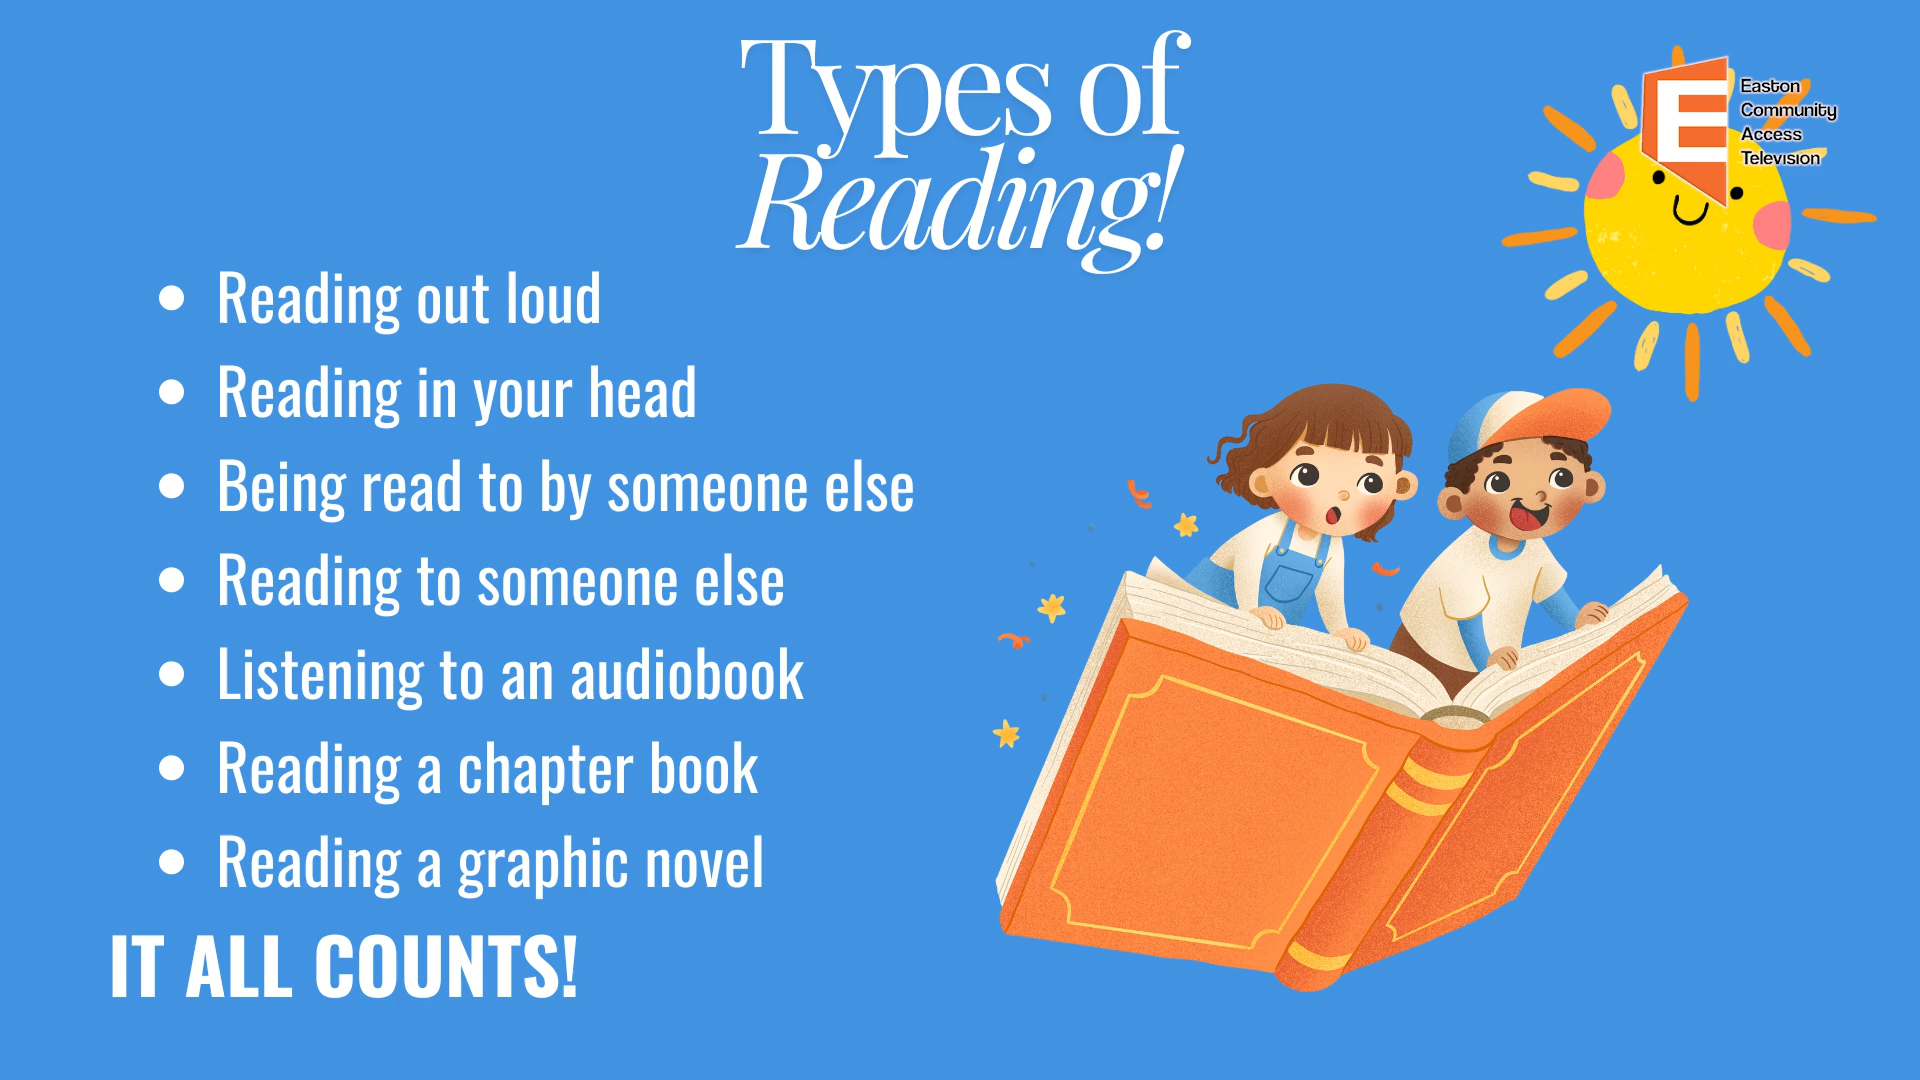 Types of
Reading!
E
Easton
Community
Access
Television
• Reading out loud
• Reading in your head
• Being read to by someone else
• Reading to someone else
• Listening to an audiobook
• Reading a chapter book
• Reading a graphic novel
IT ALL COUNTS!